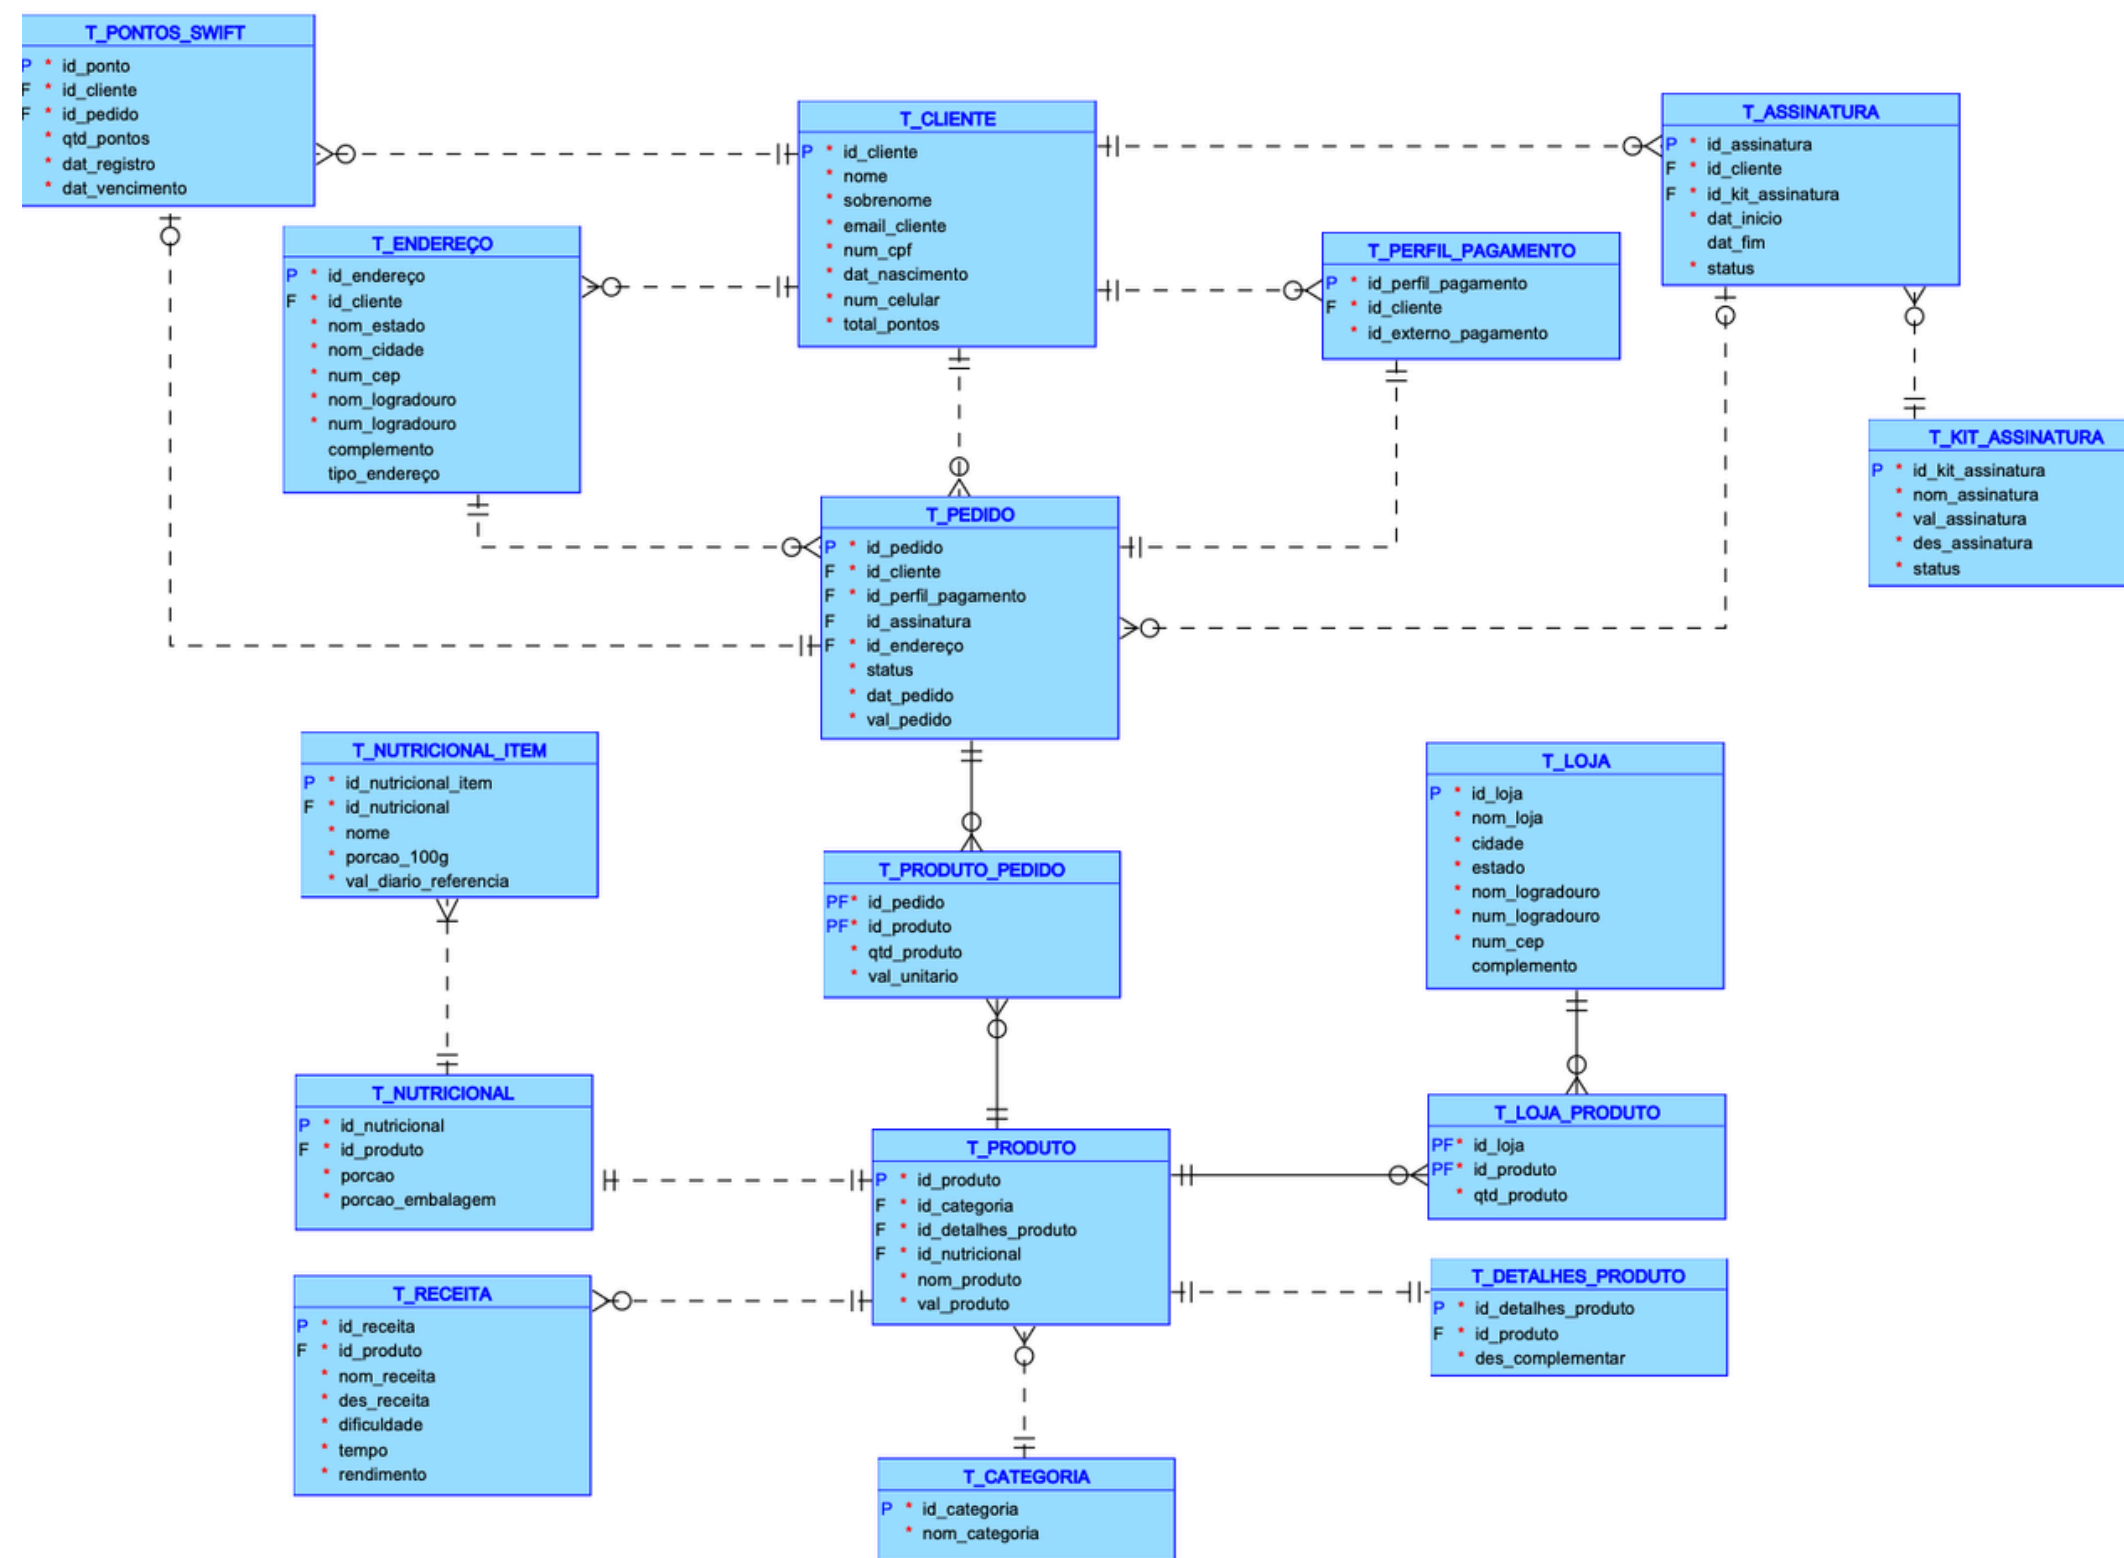 T_PONTOS_SWIFT
P * id_ponto
F * id_cliente
F * id_pedido
* qtd_pontos
* dat_registro
* dat_vencimento
T_CLIENTE
P * id_cliente
* nome
* sobrenome
* email_cliente
* num_cpf
* dat_nascimento
* num_celular
* total_pontos
T_ASSINATURA
P * id_assinatura
F * id_cliente
F * id_kit_assinatura
* dat_inicio
dat_fim
* status
T_ENDEREÇO
P * id_endereço
F * id_cliente
* nom_estado
* nom_cidade
* num_cep
* nom_logradouro
* num_logradouro
complemento
tipo_endereço
T_PERFIL_PAGAMENTO
P * id_perfil_pagamento
F * id_cliente
* id_externo_pagamento
T_KIT_ASSINATURA
P * id_kit_assinatura
* nom_assinatura
* val_assinatura
* des_assinatura
* status
T_PEDIDO
P * id_pedido
F * id_cliente
F * id_perfil_pagamento
F id_assinatura
F * id_endereço
* status
* dat_pedido
* val_pedido
T_NUTRICIONAL_ITEM
P * id_nutricional_item
F * id_nutricional
* nome
* porcao_100g
* val_diario_referencia
T_LOJA
P * id_loja
* nom_loja
* cidade
* estado
* nom_logradouro
* num_logradouro
* num_cep
complemento
T_PRODUTO_PEDIDO
PF* id_pedido
PF* id_produto
* qtd_produto
* val_unitario
T_NUTRICIONAL
P * id_nutricional
F * id_produto
* porcao
* porcao_embalagem
T_PRODUTO
P * id_produto
F * id_categoria
F * id_detalhes_produto
F * id_nutricional
* nom_produto
* val_produto
T_LOJA_PRODUTO
PF* id_loja
PF* id_produto
* qtd_produto
T_RECEITA
P * id_receita
F * id_produto
* nom_receita
* des_receita
* dificuldade
* tempo
* rendimento
T_DETALHES_PRODUTO
P * id_detalhes_produto
F * id_produto
* des_complementar
T_CATEGORIA
P * id_categoria
* nom_categoria